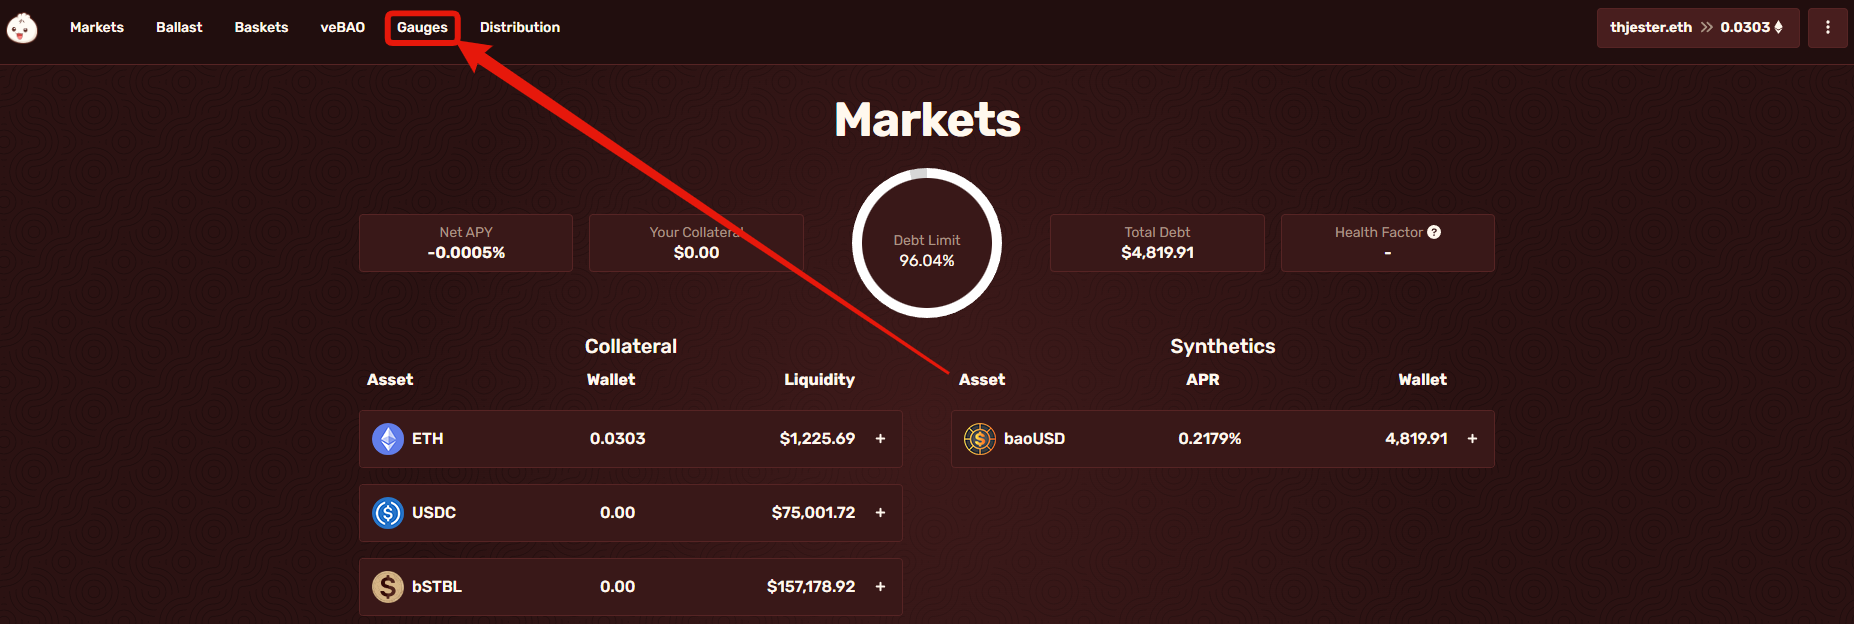 Markets Ballast Baskets veBAO Gauges Distribution thjester.eth >> 0.0303
Markets
Net APY
-0.0005%
Your Collateral
$0.00
Debt Limit
96.04%
Total Debt
$4,819.91
Health Factor ?
-
Collateral
Asset Wallet Liquidity
ETH 0.0303 $1,225.69 +
USDC 0.00 $75,001.72 +
bSTBL 0.00 $157,178.92 +
Synthetics
Asset APR Wallet
baoUSD 0.2179% 4,819.91 +